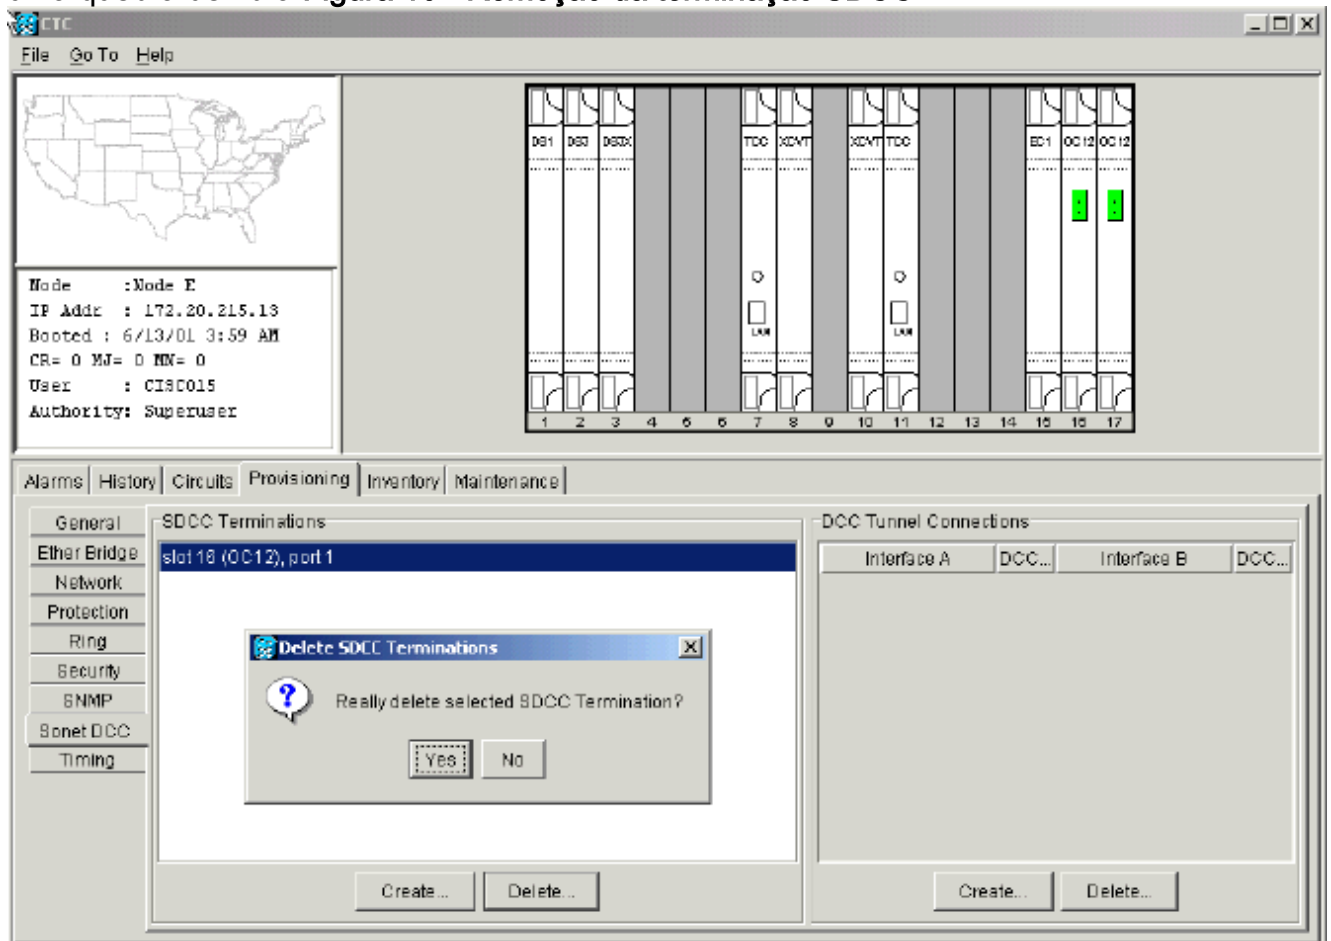 CTC
File Go To Help
DS1 DS3 DS3X TCC XCVT XCVT TCC EC1 OC12 OC12
LAN LAN
1 2 3 4 5 6 7 8 9 10 11 12 13 14 15 16 17
Node :Node E
IP Addr : 172.20.215.13
Booted : 6/13/01 3:59 AM
CR= 0 MJ= 0 MN= 0
User : CISCO15
Authority: Superuser
Alarms History Circuits Provisioning Inventory Maintenance
General
Ether Bridge
Network
Protection
Ring
Security
SNMP
Sonet DCC
Timing
SDCC Terminations
slot 16 (OC12), port 1
Delete SDCC Terminations
Really delete selected SDCC Termination?
Yes No
Create... Delete...
DCC Tunnel Connections
Interface A DCC... Interface B DCC...
Create... Delete...